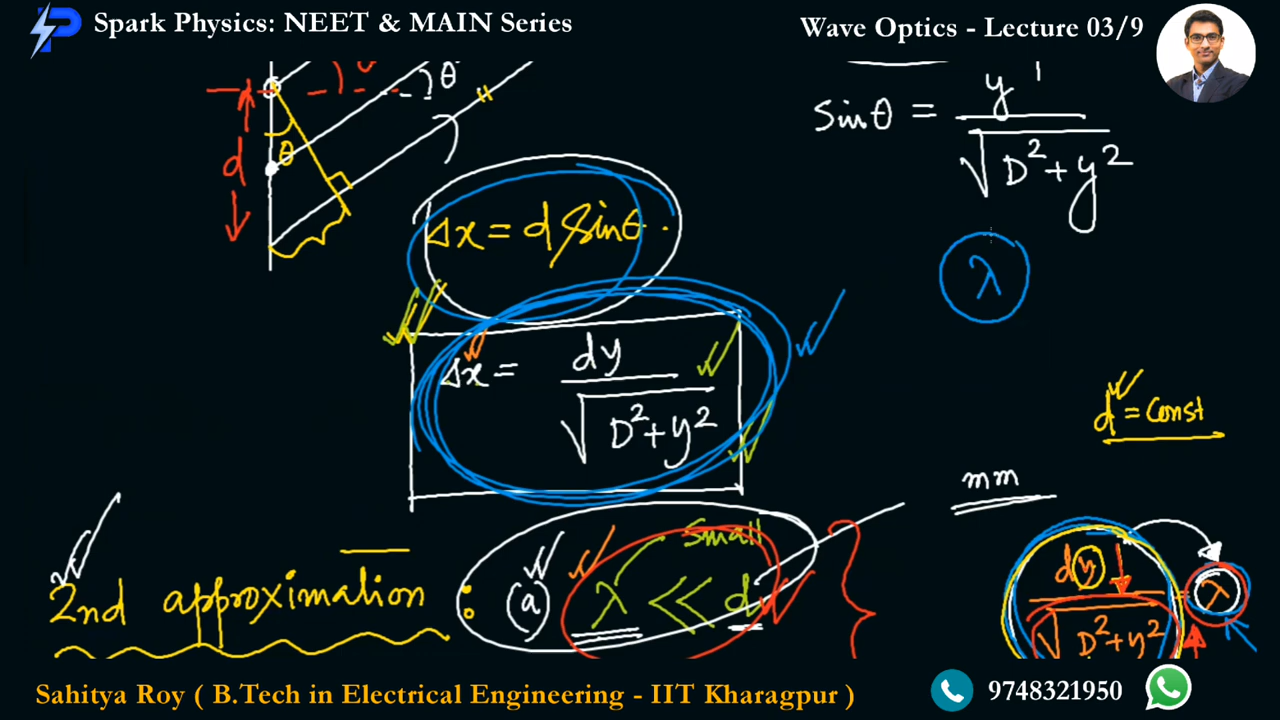 Spark Physics: NEET & MAIN Series
Wave Optics - Lecture 03/9
θ
θ
d
sinθ = y / √D²+y²
Δx = d sinθ
λ
Δx = dy / √D²+y²
d = Const
mm
small
2nd approximation : (a) λ << d
dy / √D²+y² = λ
Sahitya Roy ( B.Tech in Electrical Engineering - IIT Kharagpur )
9748321950